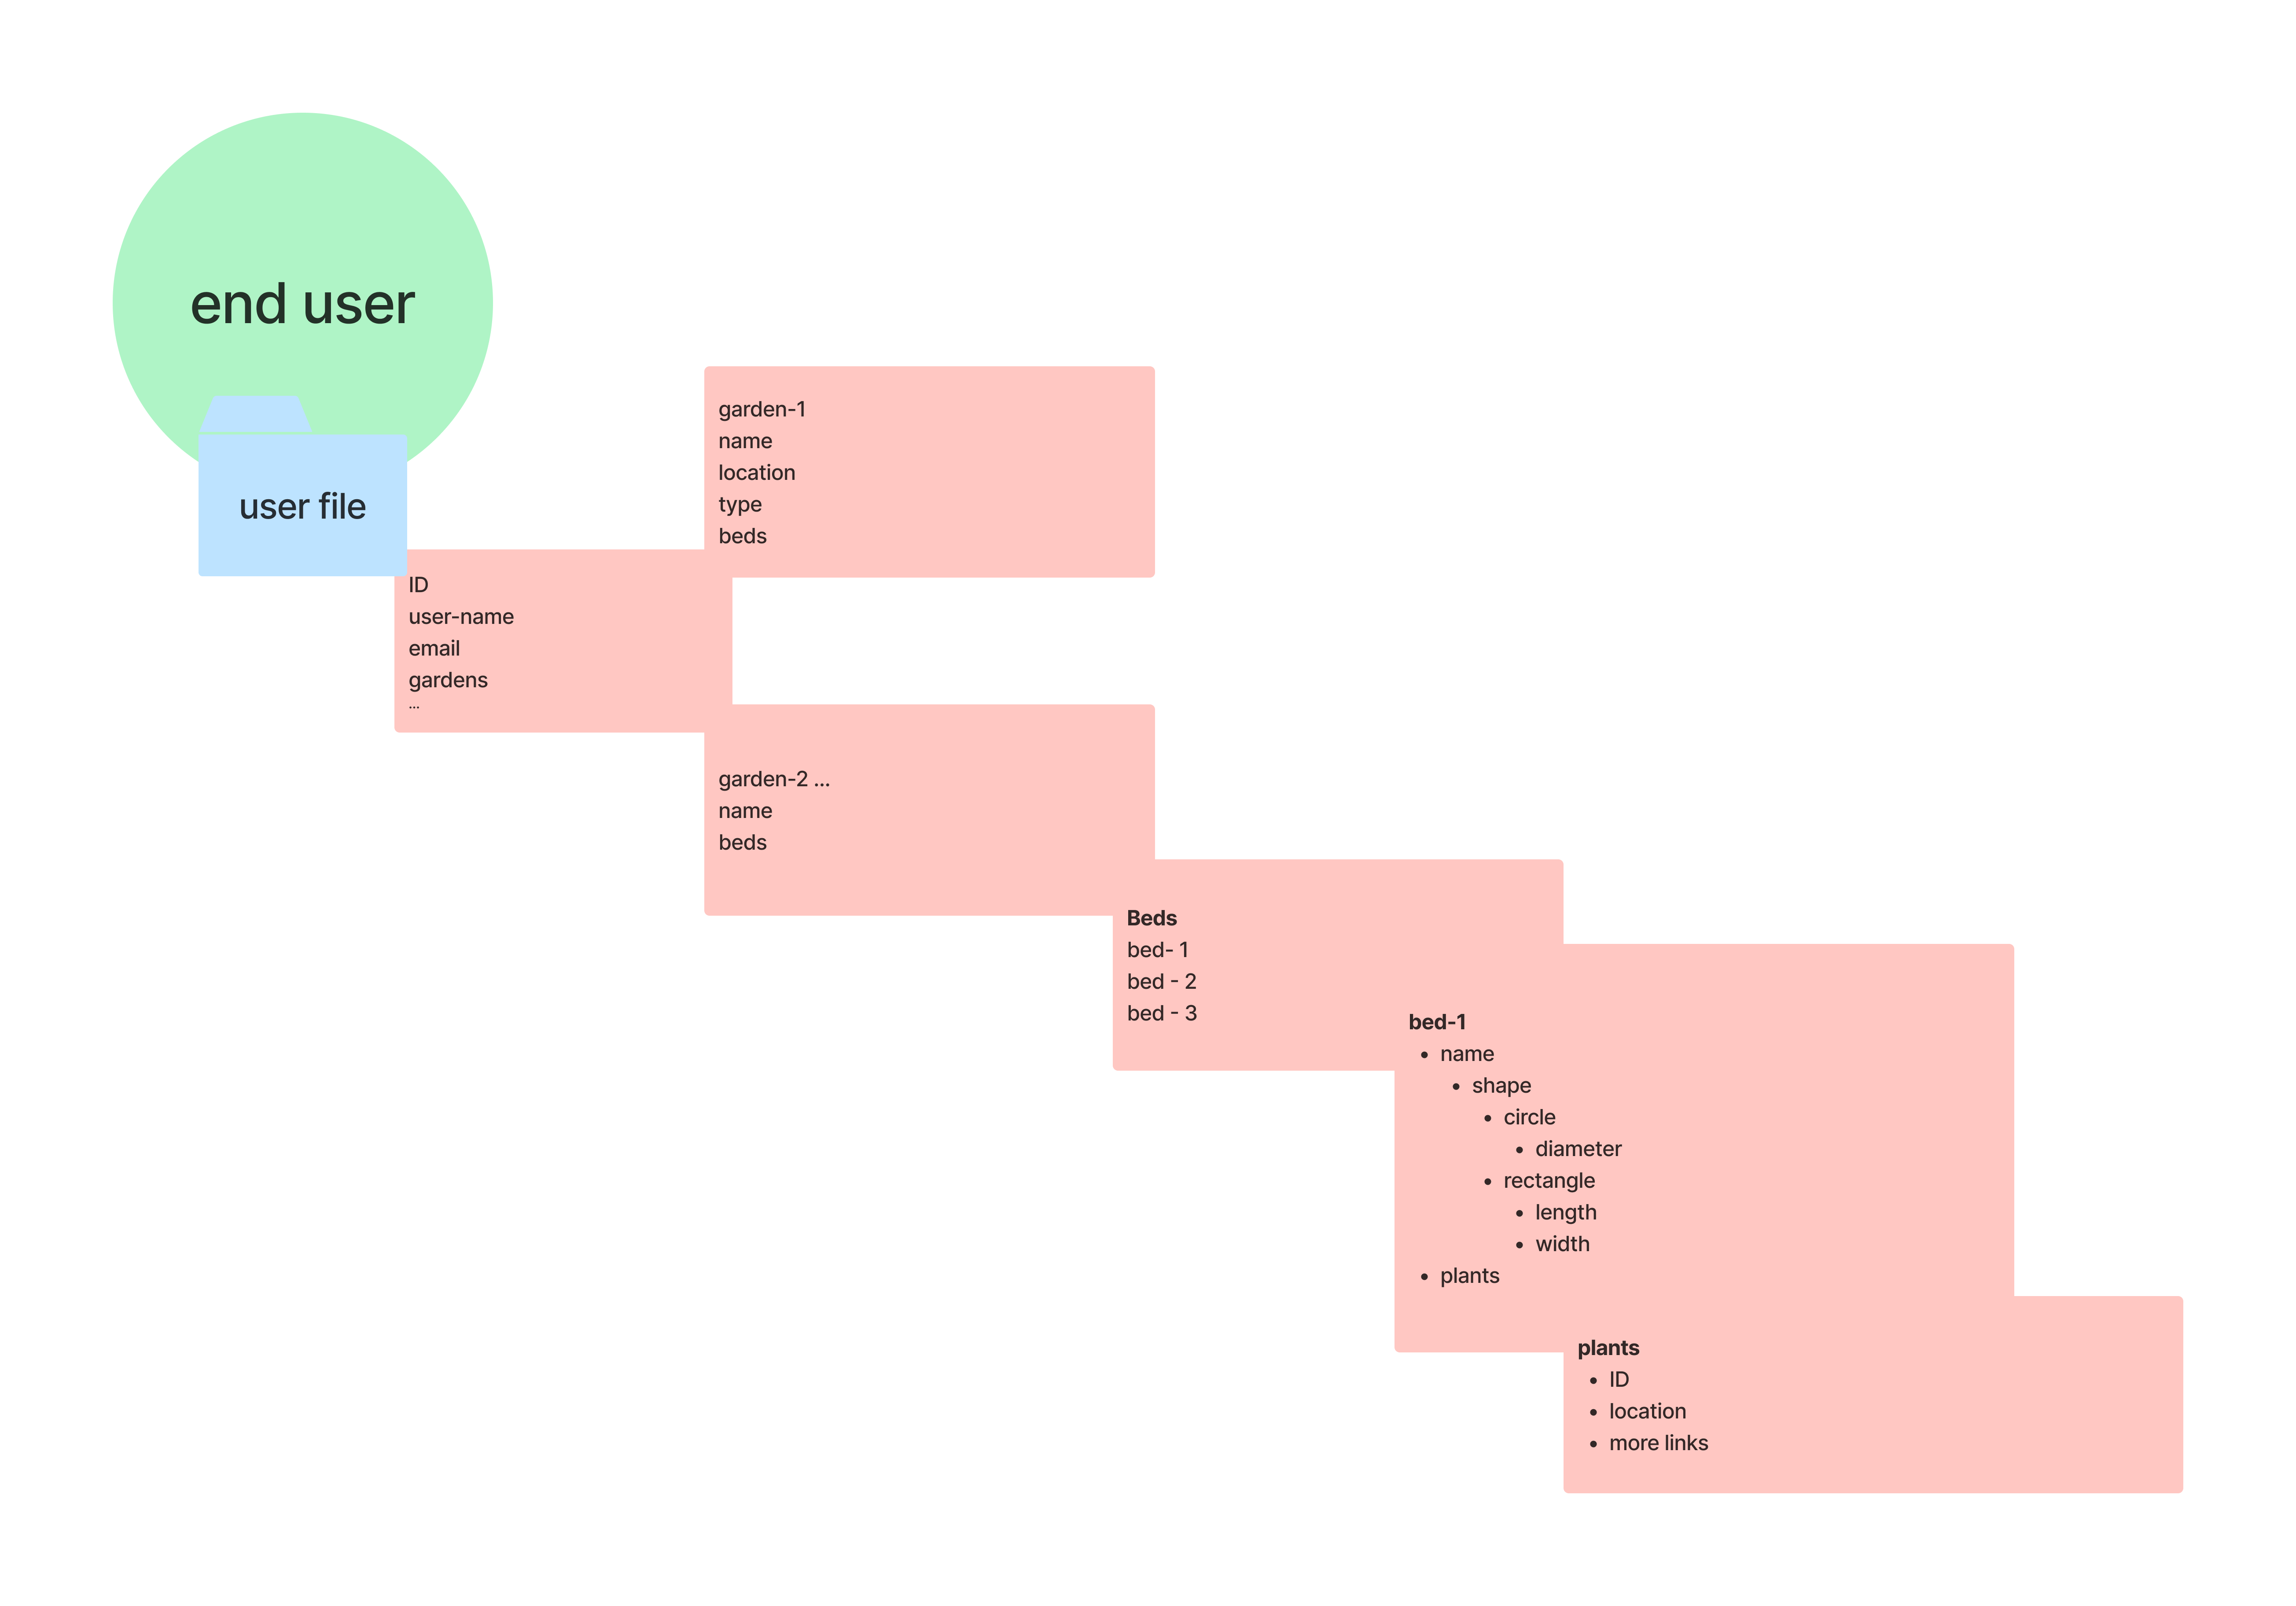 end user
user file
ID
user-name
email
gardens
...
garden-1
name
location
type
beds
garden-2 ...
name
beds
Beds
bed- 1
bed - 2
bed - 3
bed-1
• name
• shape
• circle
• diameter
• rectangle
• length
• width
• plants
plants
• ID
• location
• more links